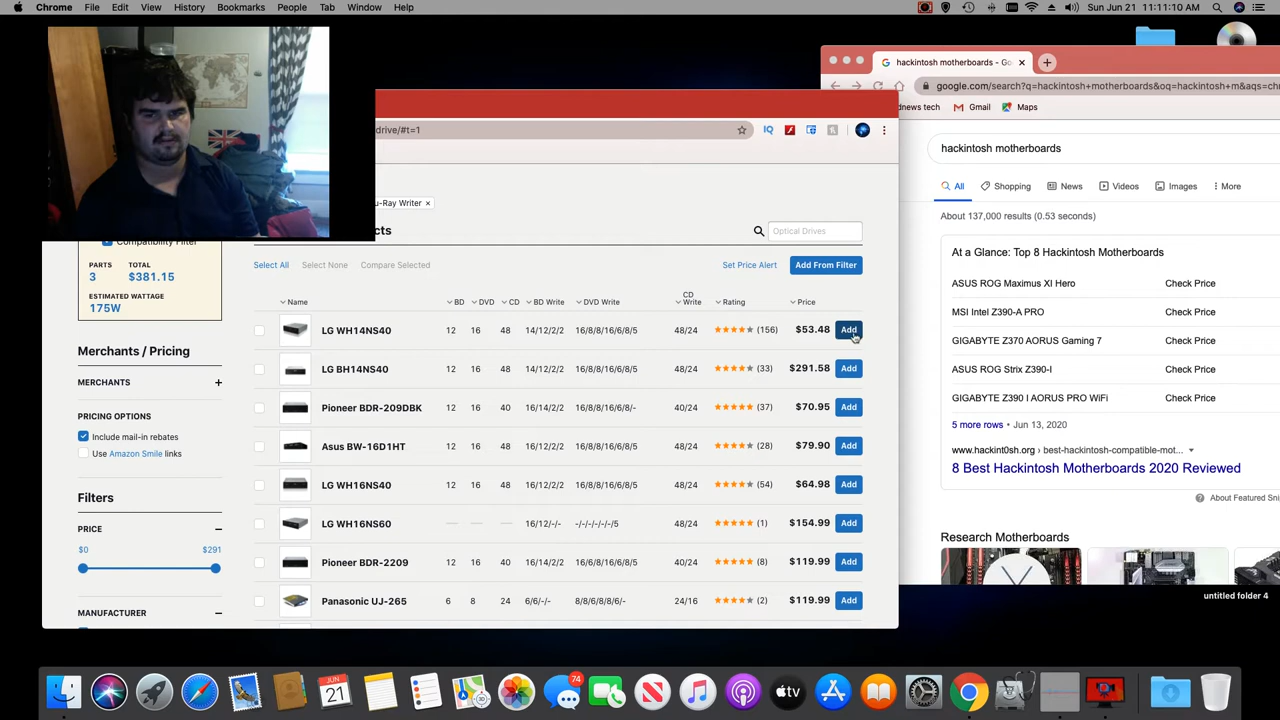 Chrome File Edit View History Bookmarks People Tab Window Help
Sun Jun 21 11:11:10 AM
drive/#t=1
u-Ray Writer ×
cts
Optical Drives
Compatibility Filter
PARTS TOTAL
3 $381.15
ESTIMATED WATTAGE
175W
Merchants / Pricing
MERCHANTS +
PRICING OPTIONS
Include mail-in rebates
Use Amazon Smile links
Filters
PRICE −
$0 $291
MANUFACTURER −
Select All Select None Compare Selected Set Price Alert Add From Filter
Name BD DVD CD BD Write DVD Write CD Write Rating Price
LG WH14NS40 12 16 48 14/12/2/2 16/8/8/16/6/8/5 48/24 (156) $53.48 Add
LG BH14NS40 12 16 48 14/12/2/2 16/8/8/16/6/8/5 48/24 (33) $291.58 Add
Pioneer BDR-209DBK 12 16 40 16/14/2/2 16/8/8/16/6/8/- 40/24 (37) $70.95 Add
Asus BW-16D1HT 12 16 48 16/12/2/2 16/8/8/16/6/8/5 48/24 (28) $79.90 Add
LG WH16NS40 12 16 48 16/12/2/2 16/8/8/16/6/8/5 48/24 (54) $64.98 Add
LG WH16NS60 — — — 16/12/-/- -/-/-/-/-/-/5 48/24 (1) $154.99 Add
Pioneer BDR-2209 12 16 40 16/14/2/2 16/8/8/16/6/8/5 40/24 (8) $119.99 Add
Panasonic UJ-265 6 8 24 6/6/-/- 8/8/6/8/8/6/- 24/16 (2) $119.99 Add
hackintosh motherboards - Go × +
google.com/search?q=hackintosh+motherboards&oq=hackintosh+m&aqs=chr
dnews tech Gmail Maps
hackintosh motherboards
All Shopping News Videos Images More
About 137,000 results (0.53 seconds)
At a Glance: Top 8 Hackintosh Motherboards
ASUS ROG Maximus XI Hero Check Price
MSI Intel Z390-A PRO Check Price
GIGABYTE Z370 AORUS Gaming 7 Check Price
ASUS ROG Strix Z390-I Check Price
GIGABYTE Z390 I AORUS PRO WiFi Check Price
5 more rows • Jun 13, 2020
www.hackint0sh.org › best-hackintosh-compatible-mot...
8 Best Hackintosh Motherboards 2020 Reviewed
About Featured Sni
Research Motherboards
untitled folder 4
JUN
21
74
tv